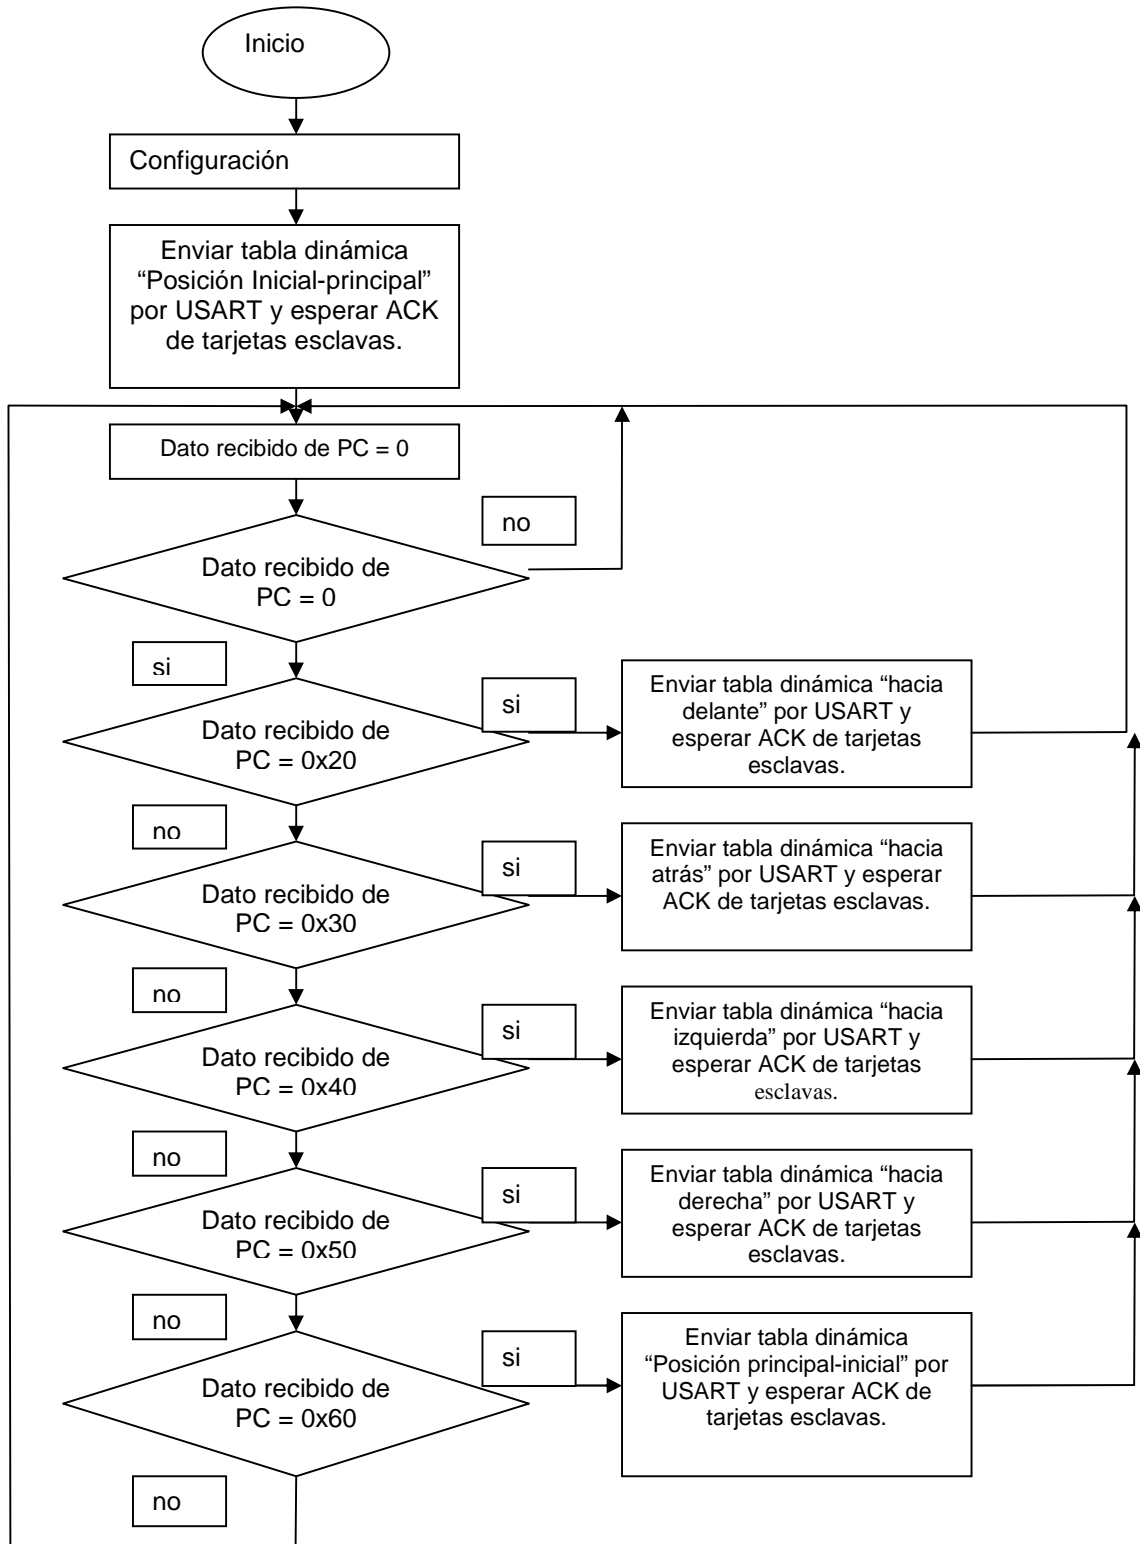 Inicio
Configuración
Enviar tabla dinámica
“Posición Inicial-principal”
por USART y esperar ACK
de tarjetas esclavas.
Dato recibido de PC = 0
no
Dato recibido de
PC = 0
si
si
Enviar tabla dinámica “hacia
delante” por USART y
esperar ACK de tarjetas
esclavas.
Dato recibido de
PC = 0x20
no
si
Enviar tabla dinámica “hacia
atrás” por USART y esperar
ACK de tarjetas esclavas.
Dato recibido de
PC = 0x30
no
si
Enviar tabla dinámica “hacia
izquierda” por USART y
esperar ACK de tarjetas
esclavas.
Dato recibido de
PC = 0x40
no
si
Enviar tabla dinámica “hacia
derecha” por USART y
esperar ACK de tarjetas
esclavas.
Dato recibido de
PC = 0x50
no
si
Enviar tabla dinámica
“Posición principal-inicial” por
USART y esperar ACK de
tarjetas esclavas.
Dato recibido de
PC = 0x60
no